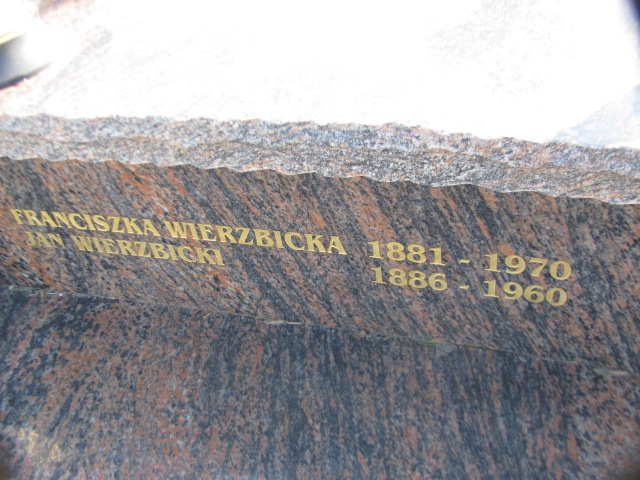 FRANCISZKA WIERZBICKA 1881 - 1970
JAN WIERZBICKI 1886 - 1960